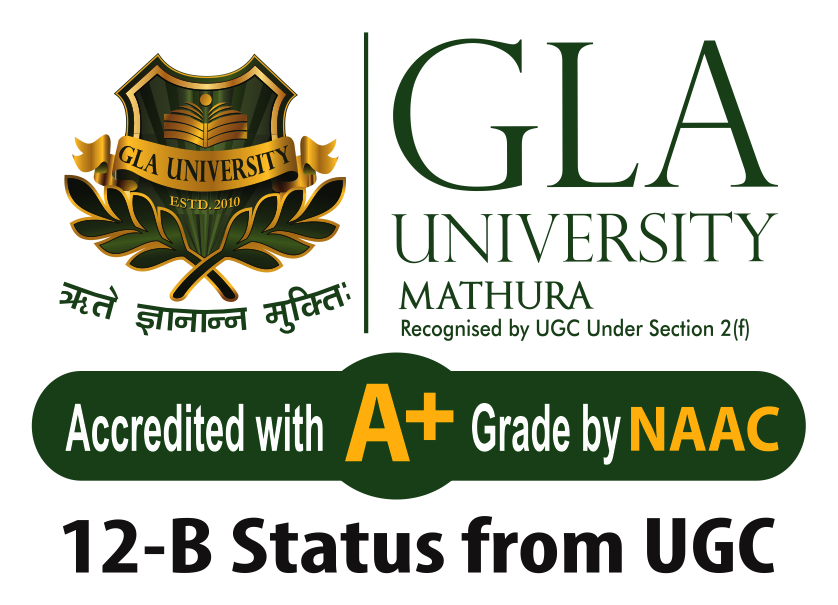 GLA UNIVERSITY
ESTD. 2010
ऋते ज्ञानान्न मुक्तिः
GLA
UNIVERSITY
MATHURA
Recognised by UGC Under Section 2(f)
Accredited with A+ Grade by NAAC
12-B Status from UGC